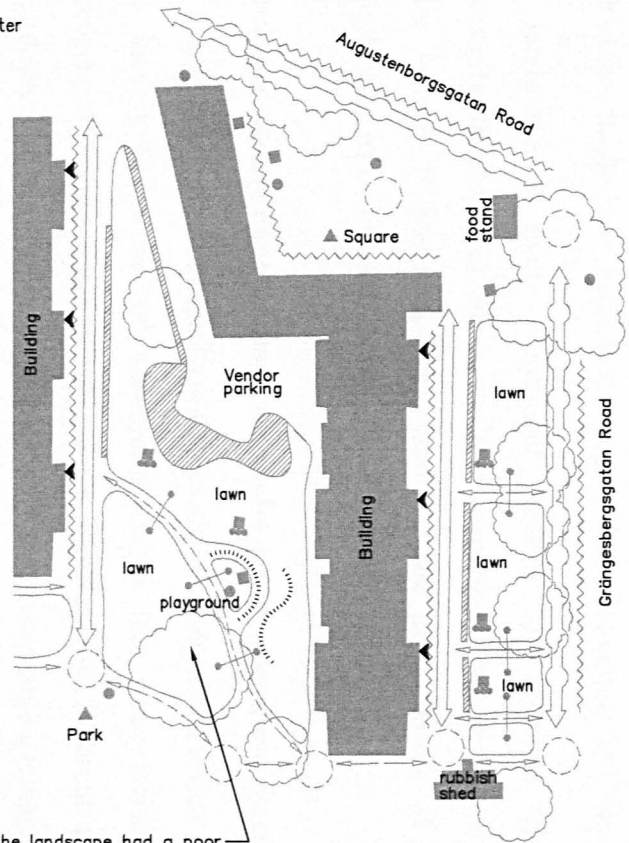 ter
Augustenborgsgatan Road
food
stand
Square
Building
Vendor
parking
lawn
Grängesbergsgatan Road
lawn
Building
lawn
lawn
playground
lawn
Park
rubbish
shed
he landscape had a poor